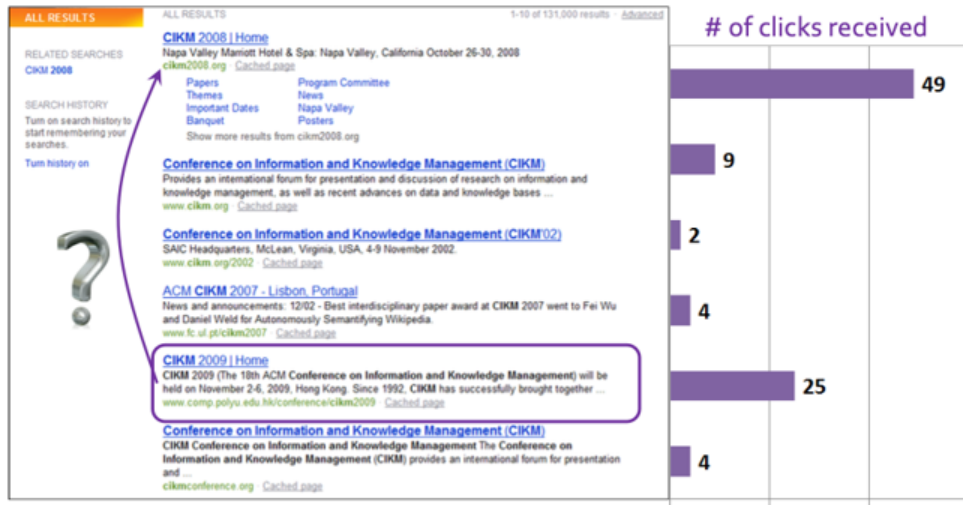 ALL RESULTS
RELATED SEARCHES
CIKM 2008
SEARCH HISTORY
Turn on search history to
start remembering your
searches.
Turn history on
?
ALL RESULTS
1-10 of 131,000 results · Advanced
CIKM 2008 | Home
Napa Valley Marriott Hotel & Spa: Napa Valley, California October 26-30, 2008
cikm2008.org · Cached page
Papers Program Committee
Themes News
Important Dates Napa Valley
Banquet Posters
Show more results from cikm2008.org
Conference on Information and Knowledge Management (CIKM)
Provides an international forum for presentation and discussion of research on information and
knowledge management, as well as recent advances on data and knowledge bases ...
www.cikm.org · Cached page
Conference on Information and Knowledge Management (CIKM'02)
SAIC Headquarters, McLean, Virginia, USA, 4-9 November 2002.
www.cikm.org/2002 · Cached page
ACM CIKM 2007 - Lisbon, Portugal
News and announcements: 12/02 - Best interdisciplinary paper award at CIKM 2007 went to Fei Wu
and Daniel Weld for Autonomously Semantifying Wikipedia.
www.fc.ul.pt/cikm2007 · Cached page
CIKM 2009 | Home
CIKM 2009 (The 18th ACM Conference on Information and Knowledge Management) will be
held on November 2-6, 2009, Hong Kong. Since 1992, CIKM has successfully brought together ...
www.comp.polyu.edu.hk/conference/cikm2009 · Cached page
Conference on Information and Knowledge Management (CIKM)
CIKM Conference on Information and Knowledge Management The Conference on
Information and Knowledge Management (CIKM) provides an international forum for presentation
and ...
cikmconference.org · Cached page
# of clicks received
49
9
2
4
25
4